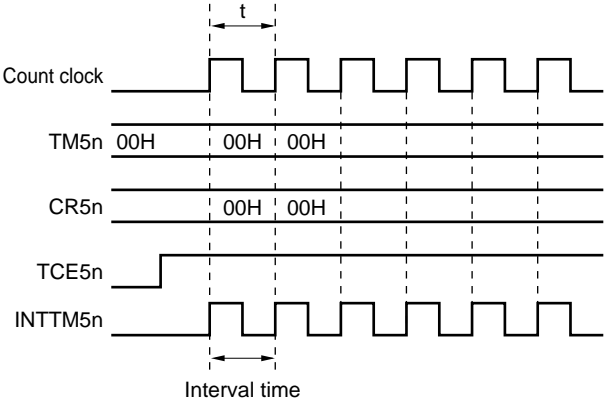 t
Count clock
TM5n 00H 00H 00H
CR5n 00H 00H
TCE5n
INTTM5n
Interval time